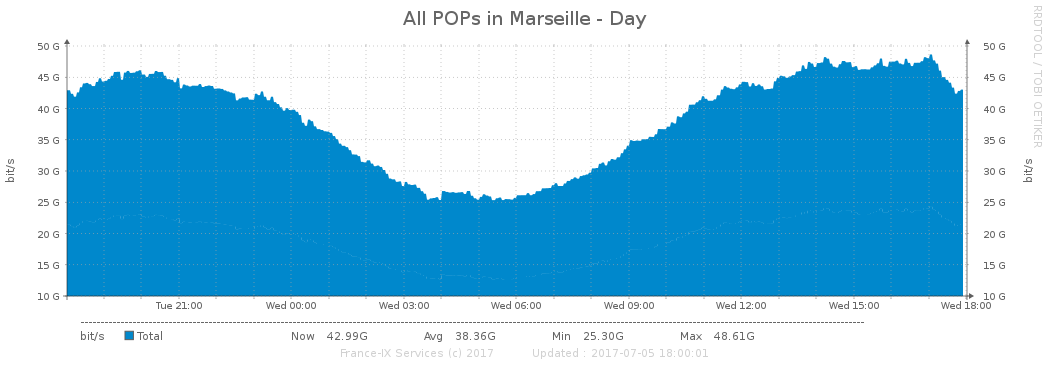 All POPs in Marseille - Day
RRDTOOL / TOBI OETIKER
bit/s
50 G
45 G
40 G
35 G
30 G
25 G
20 G
15 G
10 G
50 G
45 G
40 G
35 G
30 G
25 G
20 G
15 G
10 G
bit/s
Tue 21:00 Wed 00:00 Wed 03:00 Wed 06:00 Wed 09:00 Wed 12:00 Wed 15:00 Wed 18:00
bit/s Total Now 42.99G Avg 38.36G Min 25.30G Max 48.61G
France-IX Services (c) 2017 Updated : 2017-07-05 18:00:01